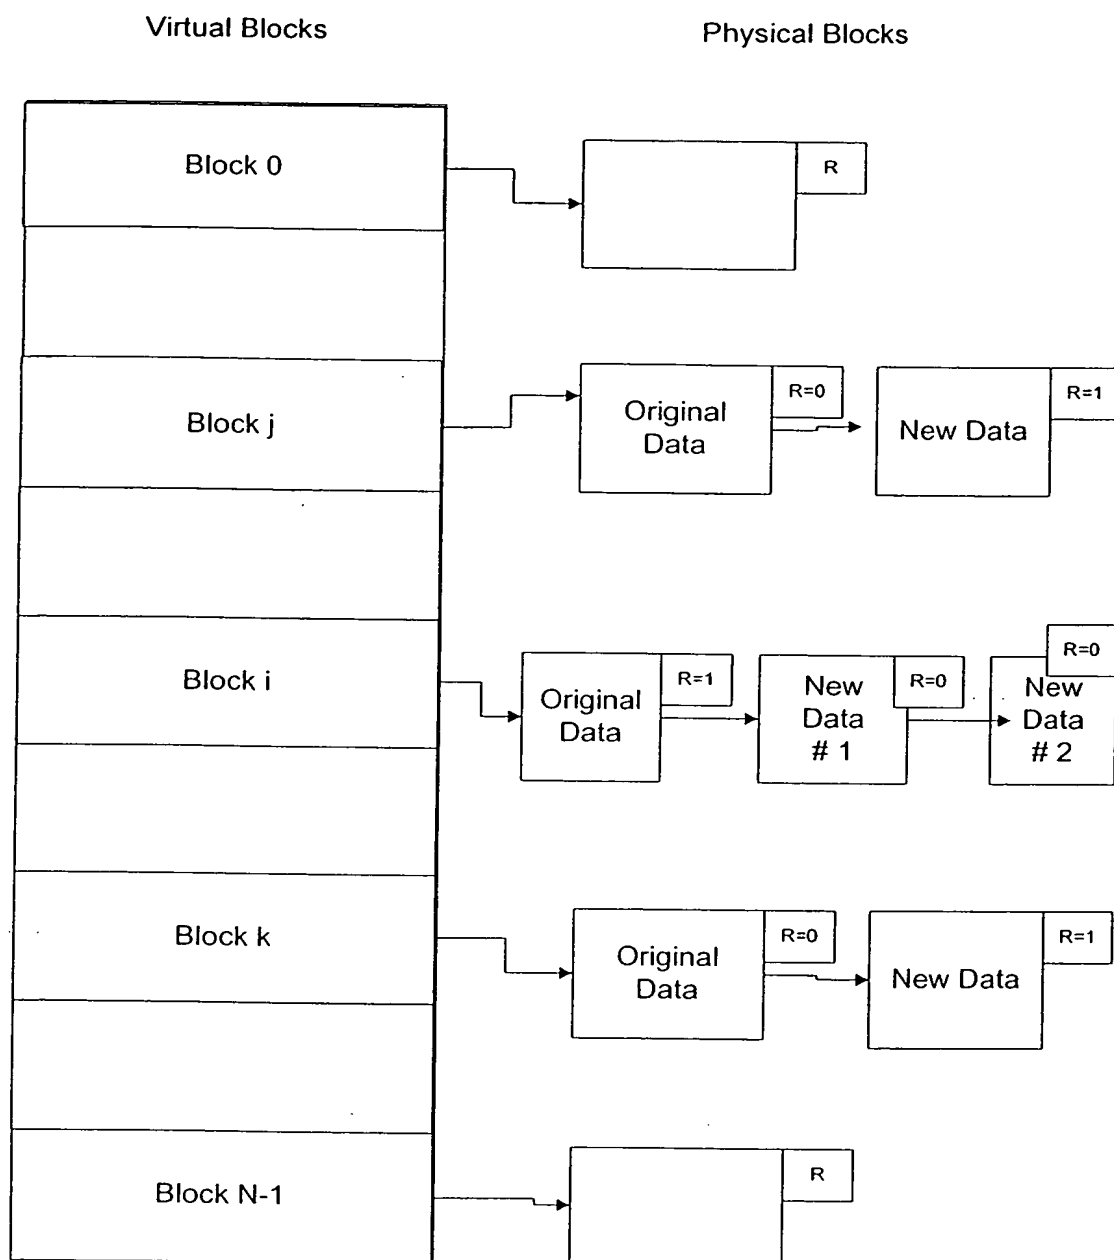 Virtual Blocks
Physical Blocks
Block 0
R
Block j
Original
Data
R=0
New Data
R=1
Block i
Original
Data
R=1
New
Data
# 1
R=0
New
Data
# 2
R=0
Block k
Original
Data
R=0
New Data
R=1
Block N-1
R